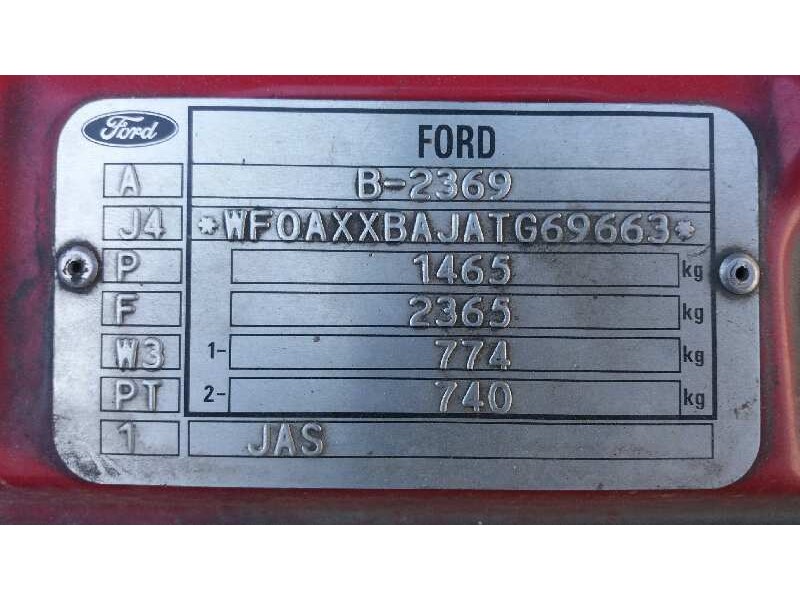 Ford FORD
A B-2369
J4 *WF0AXXBAJATG69663*
P 1465 kg
F 2365 kg
W3 1- 774 kg
PT 2- 740 kg
1 JAS